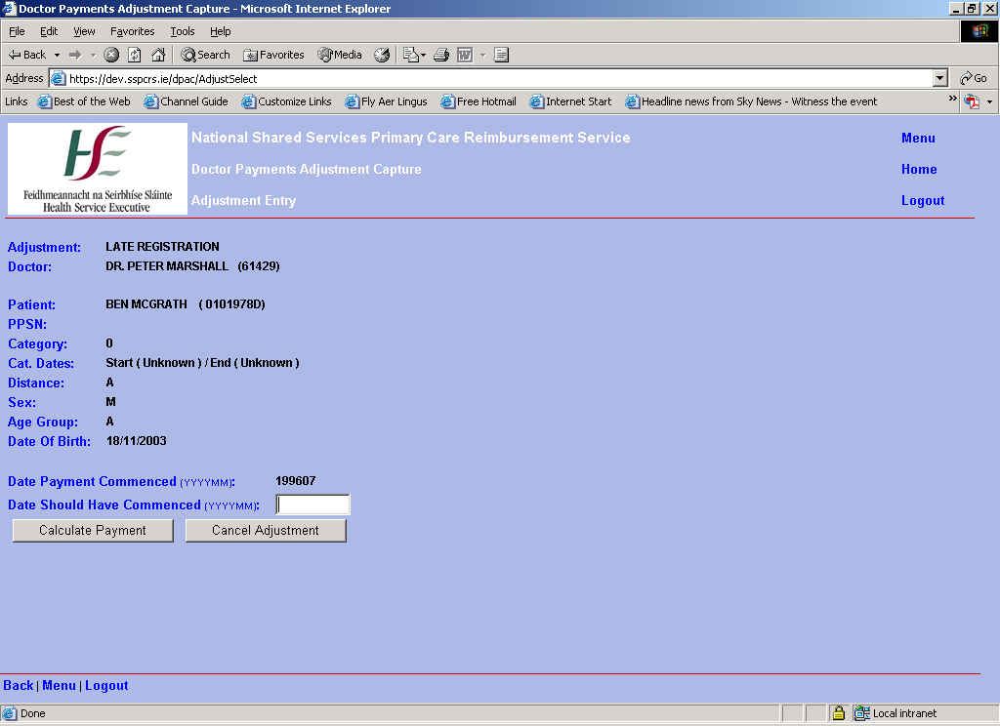 Doctor Payments Adjustment Capture - Microsoft Internet Explorer
File Edit View Favorites Tools Help
Back Search Favorites Media
Address https://dev.sspcrs.ie/dpac/AdjustSelect Go
Links Best of the Web Channel Guide Customize Links Fly Aer Lingus Free Hotmail Internet Start Headline news from Sky News - Witness the event »
HE
Feidhmeannacht na Seirbhíse Sláinte
Health Service Executive
National Shared Services Primary Care Reimbursement Service
Doctor Payments Adjustment Capture
Adjustment Entry
Menu
Home
Logout
Adjustment: LATE REGISTRATION
Doctor: DR. PETER MARSHALL (61429)
Patient: BEN MCGRATH ( 0101978D)
PPSN:
Category: 0
Cat. Dates: Start ( Unknown ) / End ( Unknown )
Distance: A
Sex: M
Age Group: A
Date Of Birth: 18/11/2003
Date Payment Commenced (YYYYMM): 199607
Date Should Have Commenced (YYYYMM):
Calculate Payment Cancel Adjustment
Back | Menu | Logout
Done Local intranet